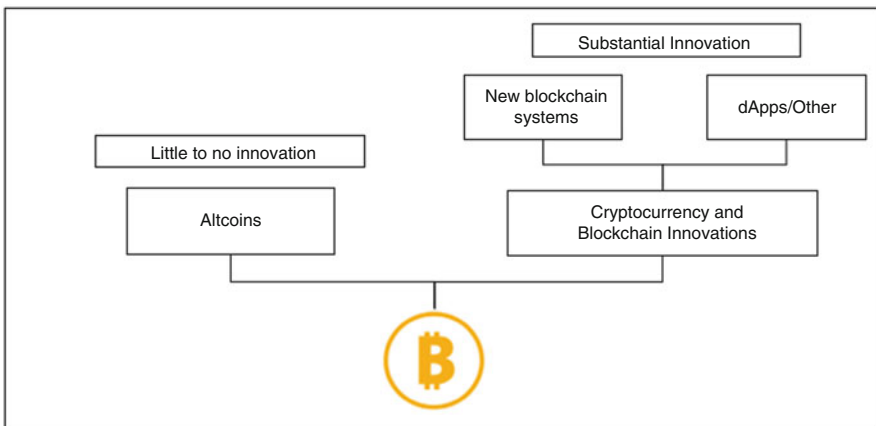 Substantial Innovation
New blockchain
systems
dApps/Other
Little to no innovation
Altcoins
Cryptocurrency and
Blockchain Innovations